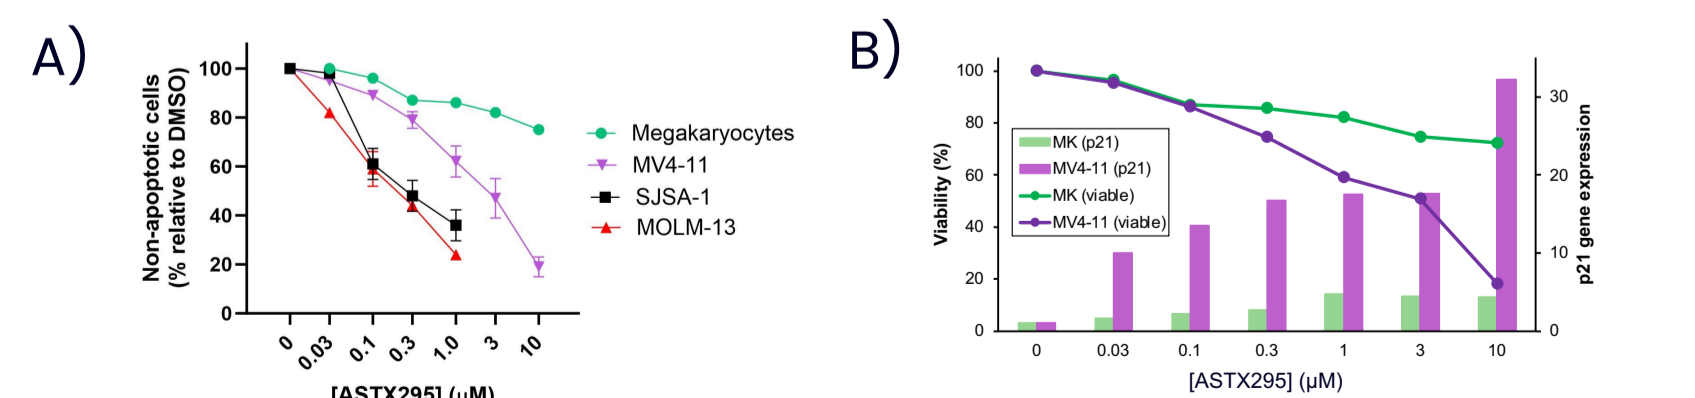 A)
Non-apoptotic cells
(% relative to DMSO)
100
80
60
40
20
0
0 0.03 0.1 0.3 1.0 3 10
[ASTX295] (µM)
Megakaryocytes
MV4-11
SJSA-1
MOLM-13
B)
Viability (%)
100
80
60
40
20
0
MK (p21)
MV4-11 (p21)
MK (viable)
MV4-11 (viable)
0 0.03 0.1 0.3 1 3 10
[ASTX295] (µM)
30
20
10
0
p21 gene expression